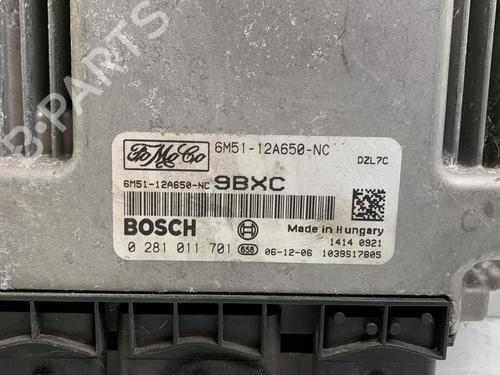 B-PARTS
FoMoCo 6M51-12A650-NC
DZL7C
6M51-12A650-NC 9BXC
BOSCH Made in Hungary
1414 0921
0 281 011 701 658 06-12-06 1039S17805